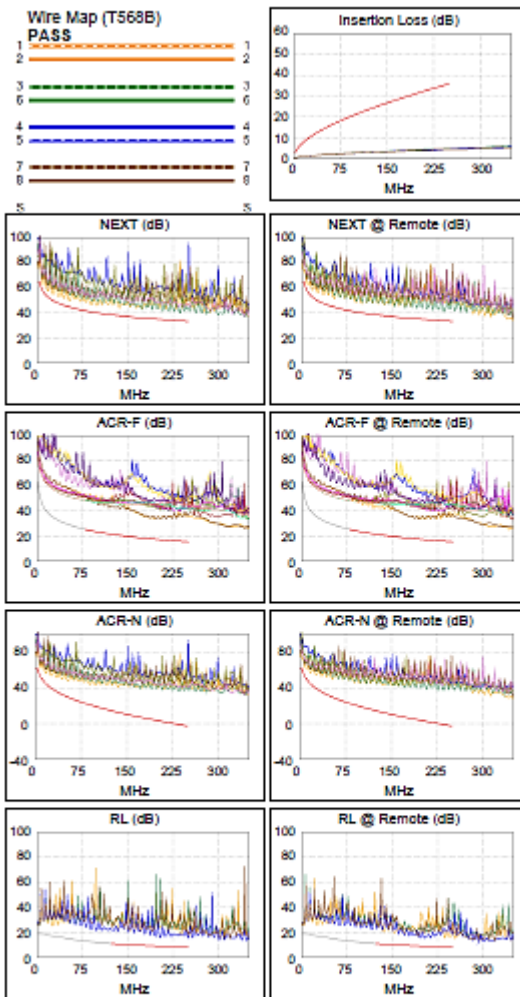 Wire Map (T568B)
PASS
1 1
2 2
3 3
6 6
4 4
5 5
7 7
8 8
S S
Insertion Loss (dB)
60
50
40
30
20
10
0
0 75 150 225 300
MHz
NEXT (dB)
100
80
60
40
20
0
0 75 150 225 300
MHz
NEXT @ Remote (dB)
100
80
60
40
20
0
0 75 150 225 300
MHz
ACR-F (dB)
100
80
60
40
20
0
0 75 150 225 300
MHz
ACR-F @ Remote (dB)
100
80
60
40
20
0
0 75 150 225 300
MHz
ACR-N (dB)
80
40
0
-40
0 75 150 225 300
MHz
ACR-N @ Remote (dB)
80
40
0
-40
0 75 150 225 300
MHz
RL (dB)
100
80
60
40
20
0
0 75 150 225 300
MHz
RL @ Remote (dB)
100
80
60
40
20
0
0 75 150 225 300
MHz